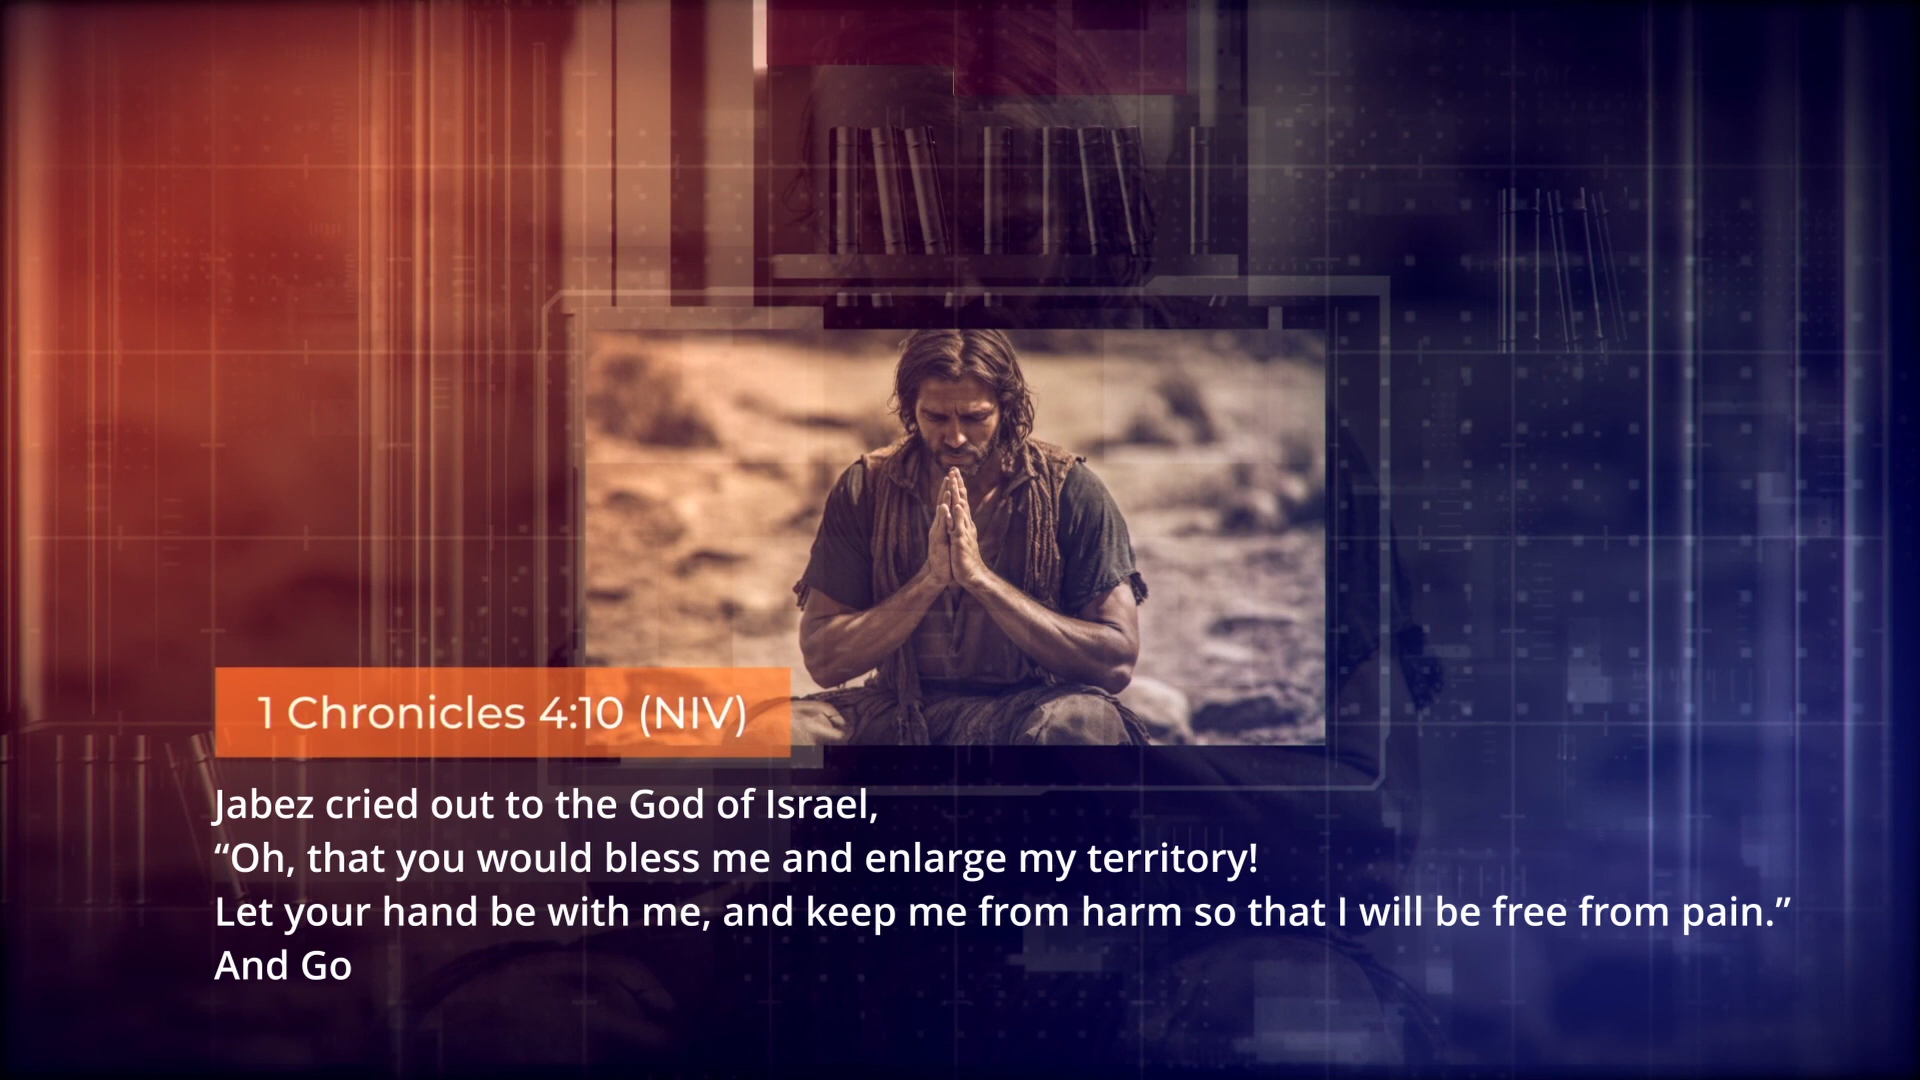 1 Chronicles 4:10 (NIV)
Jabez cried out to the God of Israel,
“Oh, that you would bless me and enlarge my territory!
Let your hand be with me, and keep me from harm so that I will be free from pain.”
And Go